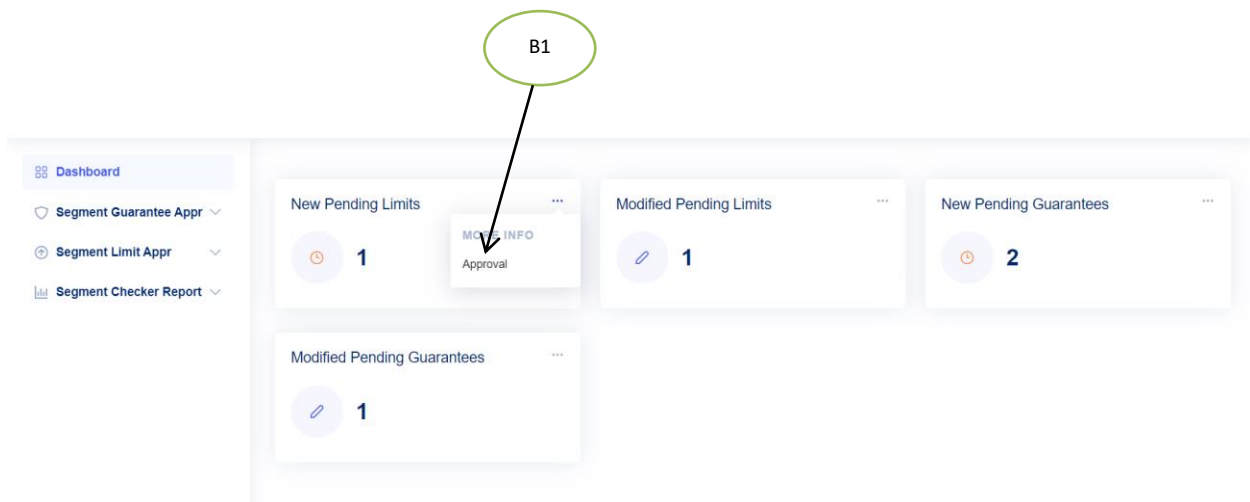 B1
Dashboard
Segment Guarantee Appr
Segment Limit Appr
Segment Checker Report
New Pending Limits
1
MORE INFO
Approval
Modified Pending Limits
1
New Pending Guarantees
2
Modified Pending Guarantees
1